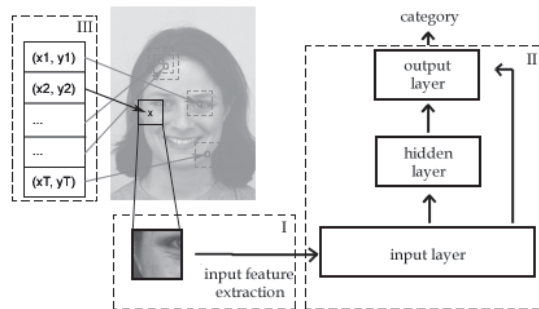 III
(x1, y1)
(x2, y2)
...
...
(xT, yT)
x
I
input feature
extraction
category
II
output
layer
hidden
layer
input layer